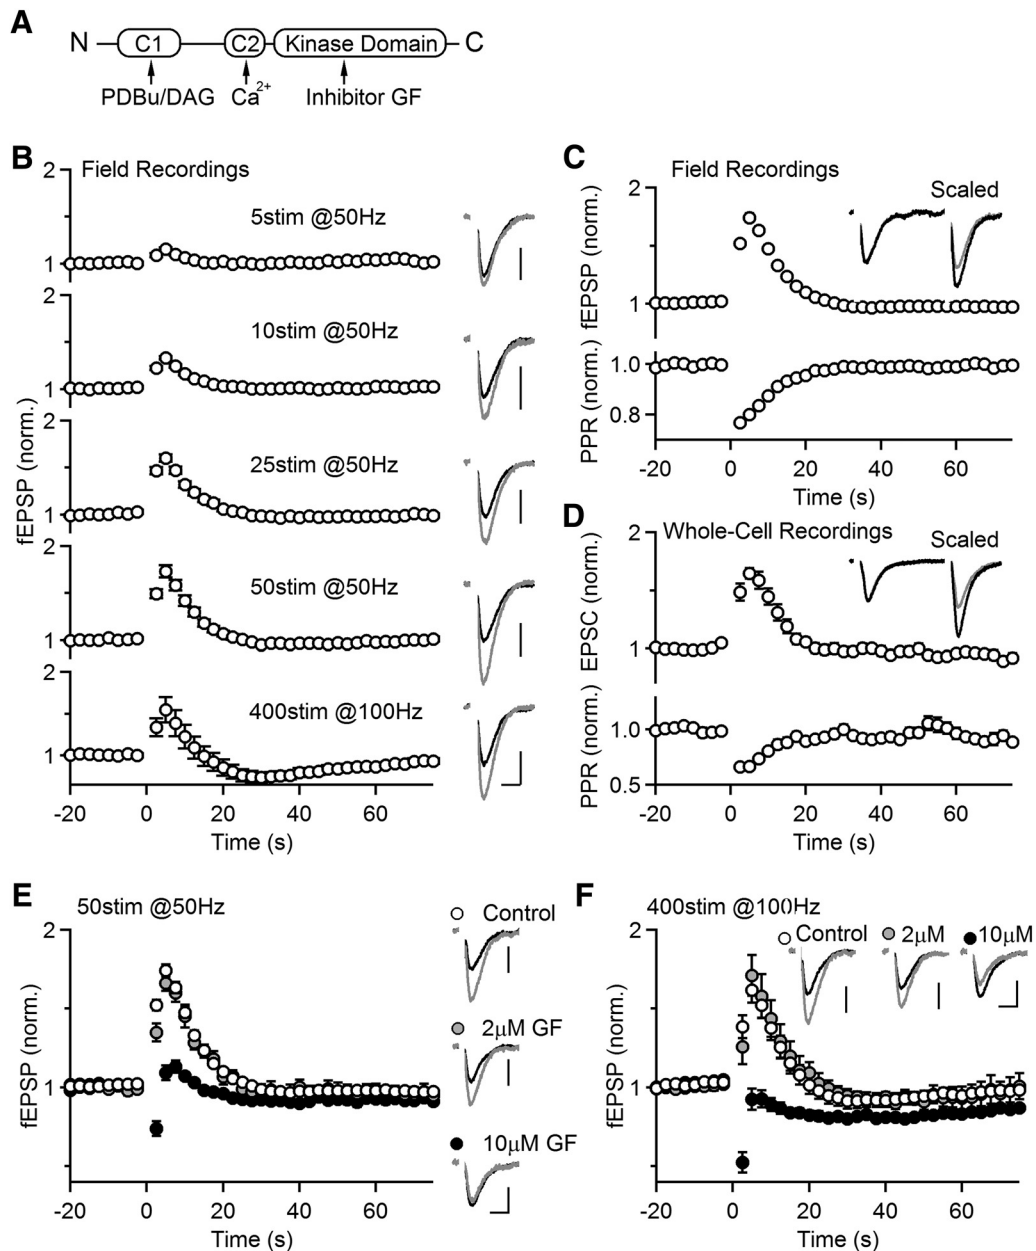 A
N C1 C2 Kinase Domain C
PDBu/DAG Ca2+ Inhibitor GF
B
Field Recordings
fEPSP (norm.)
2
5stim @50Hz
1
2
10stim @50Hz
1
2
25stim @50Hz
1
2
50stim @50Hz
1
2
400stim @100Hz
1
-20 0 20 40 60
Time (s)
C
Field Recordings
Scaled
fEPSP (norm.)
2
1
PPR (norm.)
1.0
0.8
-20 0 20 40 60
Time (s)
D
Whole-Cell Recordings
Scaled
EPSC (norm.)
2
1
PPR (norm.)
1.0
0.5
-20 0 20 40 60
Time (s)
E
50stim @50Hz
Control
2μM GF
10μM GF
fEPSP (norm.)
2
1
-20 0 20 40 60
Time (s)
F
400stim @100Hz
Control 2μM 10μM
fEPSP (norm.)
2
1
-20 0 20 40 60
Time (s)